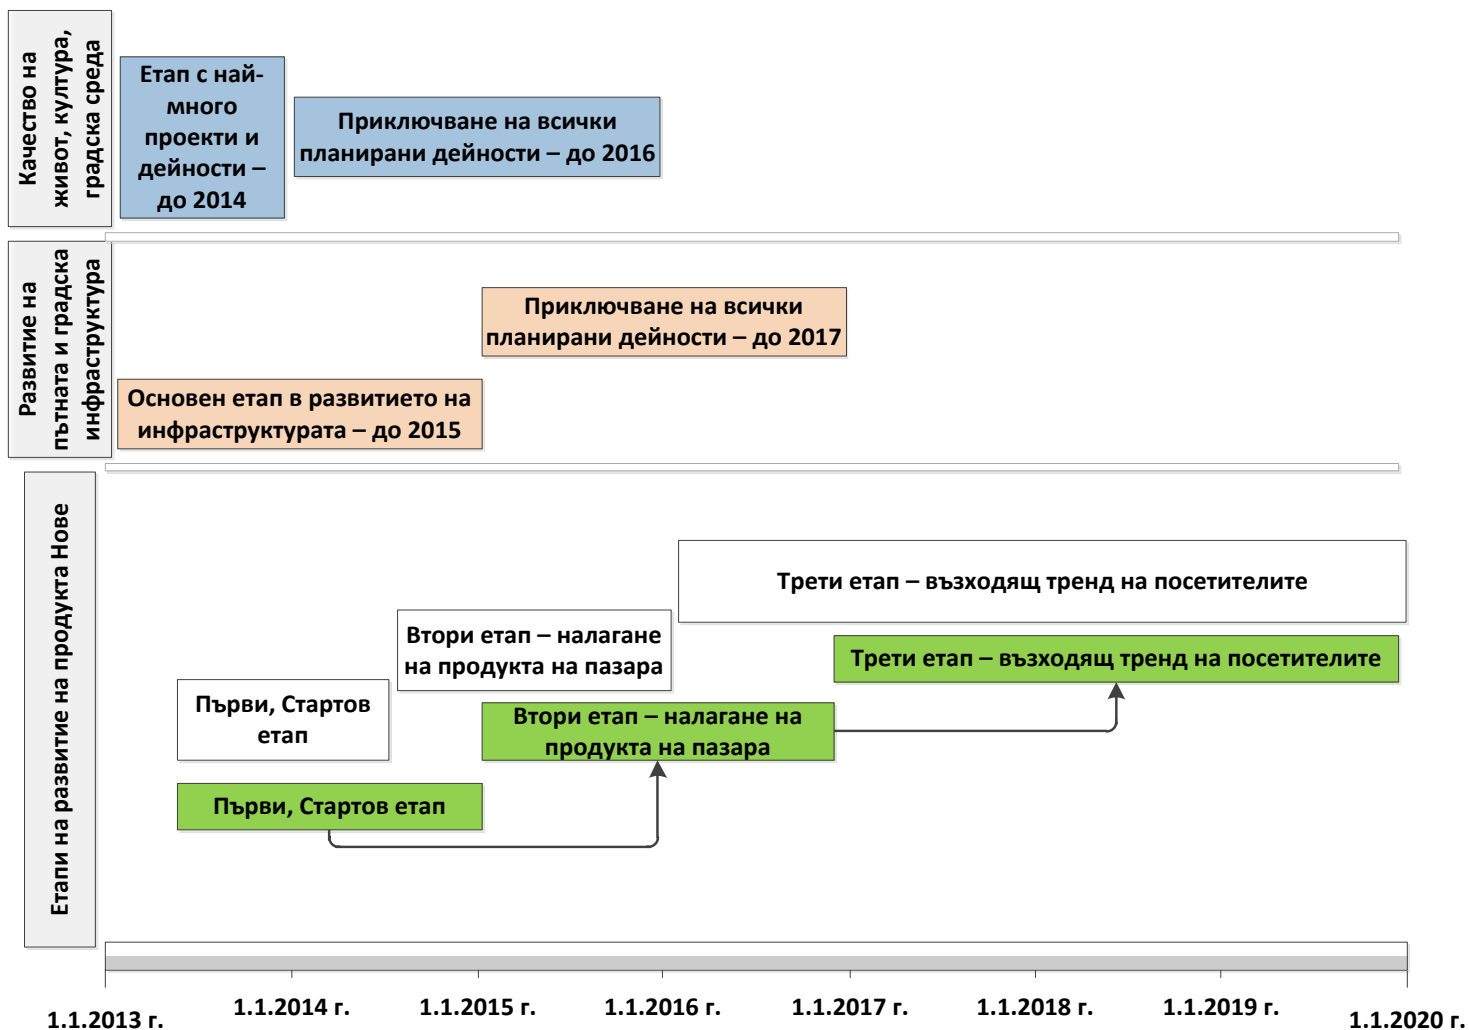 Качество на
живот, култура,
градска среда
Етап с най-
много
проекти и
дейности –
до 2014
Приключване на всички
планирани дейности – до 2016
Развитие на
пътната и градска
инфраструктура
Приключване на всички
планирани дейности – до 2017
Основен етап в развитието на
инфраструктурата – до 2015
Етапи на развитие на продукта Нове
Трети етап – възходящ тренд на посетителите
Втори етап – налагане
на продукта на пазара
Трети етап – възходящ тренд на посетителите
Първи, Стартов
етап
Втори етап – налагане на
продукта на пазара
Първи, Стартов етап
1.1.2013 г.
1.1.2014 г.
1.1.2015 г.
1.1.2016 г.
1.1.2017 г.
1.1.2018 г.
1.1.2019 г.
1.1.2020 г.